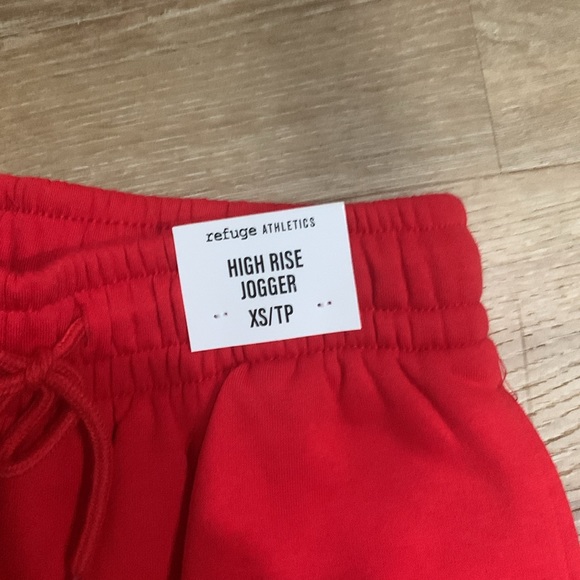 refuge ATHLETICS
HIGH RISE
JOGGER
XS/TP